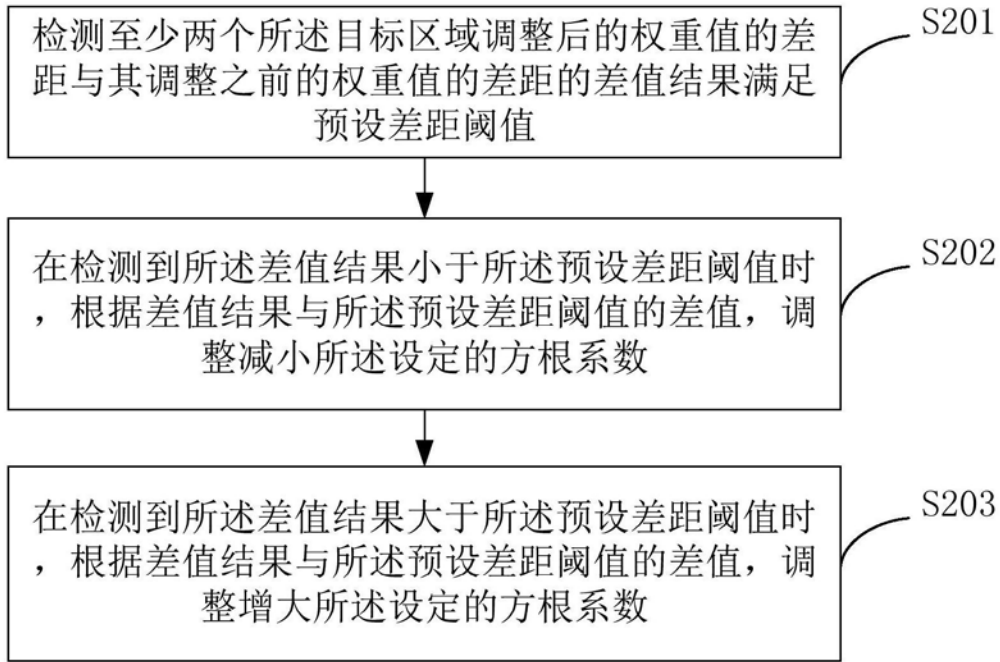 检测至少两个所述目标区域调整后的权重值的差
距与其调整之前的权重值的差距的差值结果满足
预设差距阈值
S201
在检测到所述差值结果小于所述预设差距阈值时
，根据差值结果与所述预设差距阈值的差值，调
整减小所述设定的方根系数
S202
在检测到所述差值结果大于所述预设差距阈值时
，根据差值结果与所述预设差距阈值的差值，调
整增大所述设定的方根系数
S203